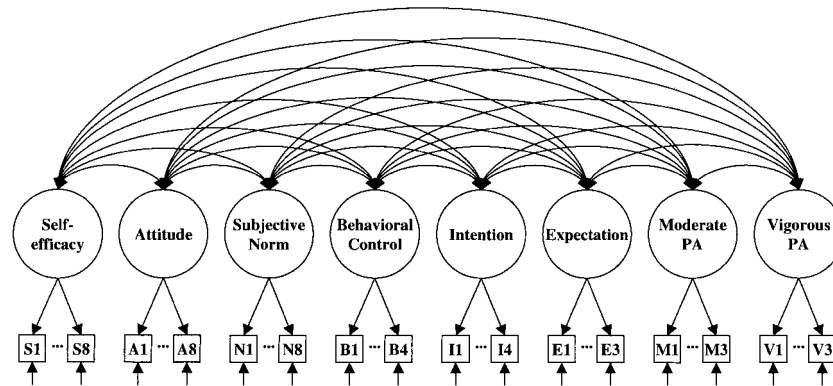 Self-
efficacy
Attitude
Subjective
Norm
Behavioral
Control
Intention
Expectation
Moderate
PA
Vigorous
PA
S1 ... S8
A1 ... A8
N1 ... N8
B1 ... B4
I1 ... I4
E1 ... E3
M1 ... M3
V1 ... V3